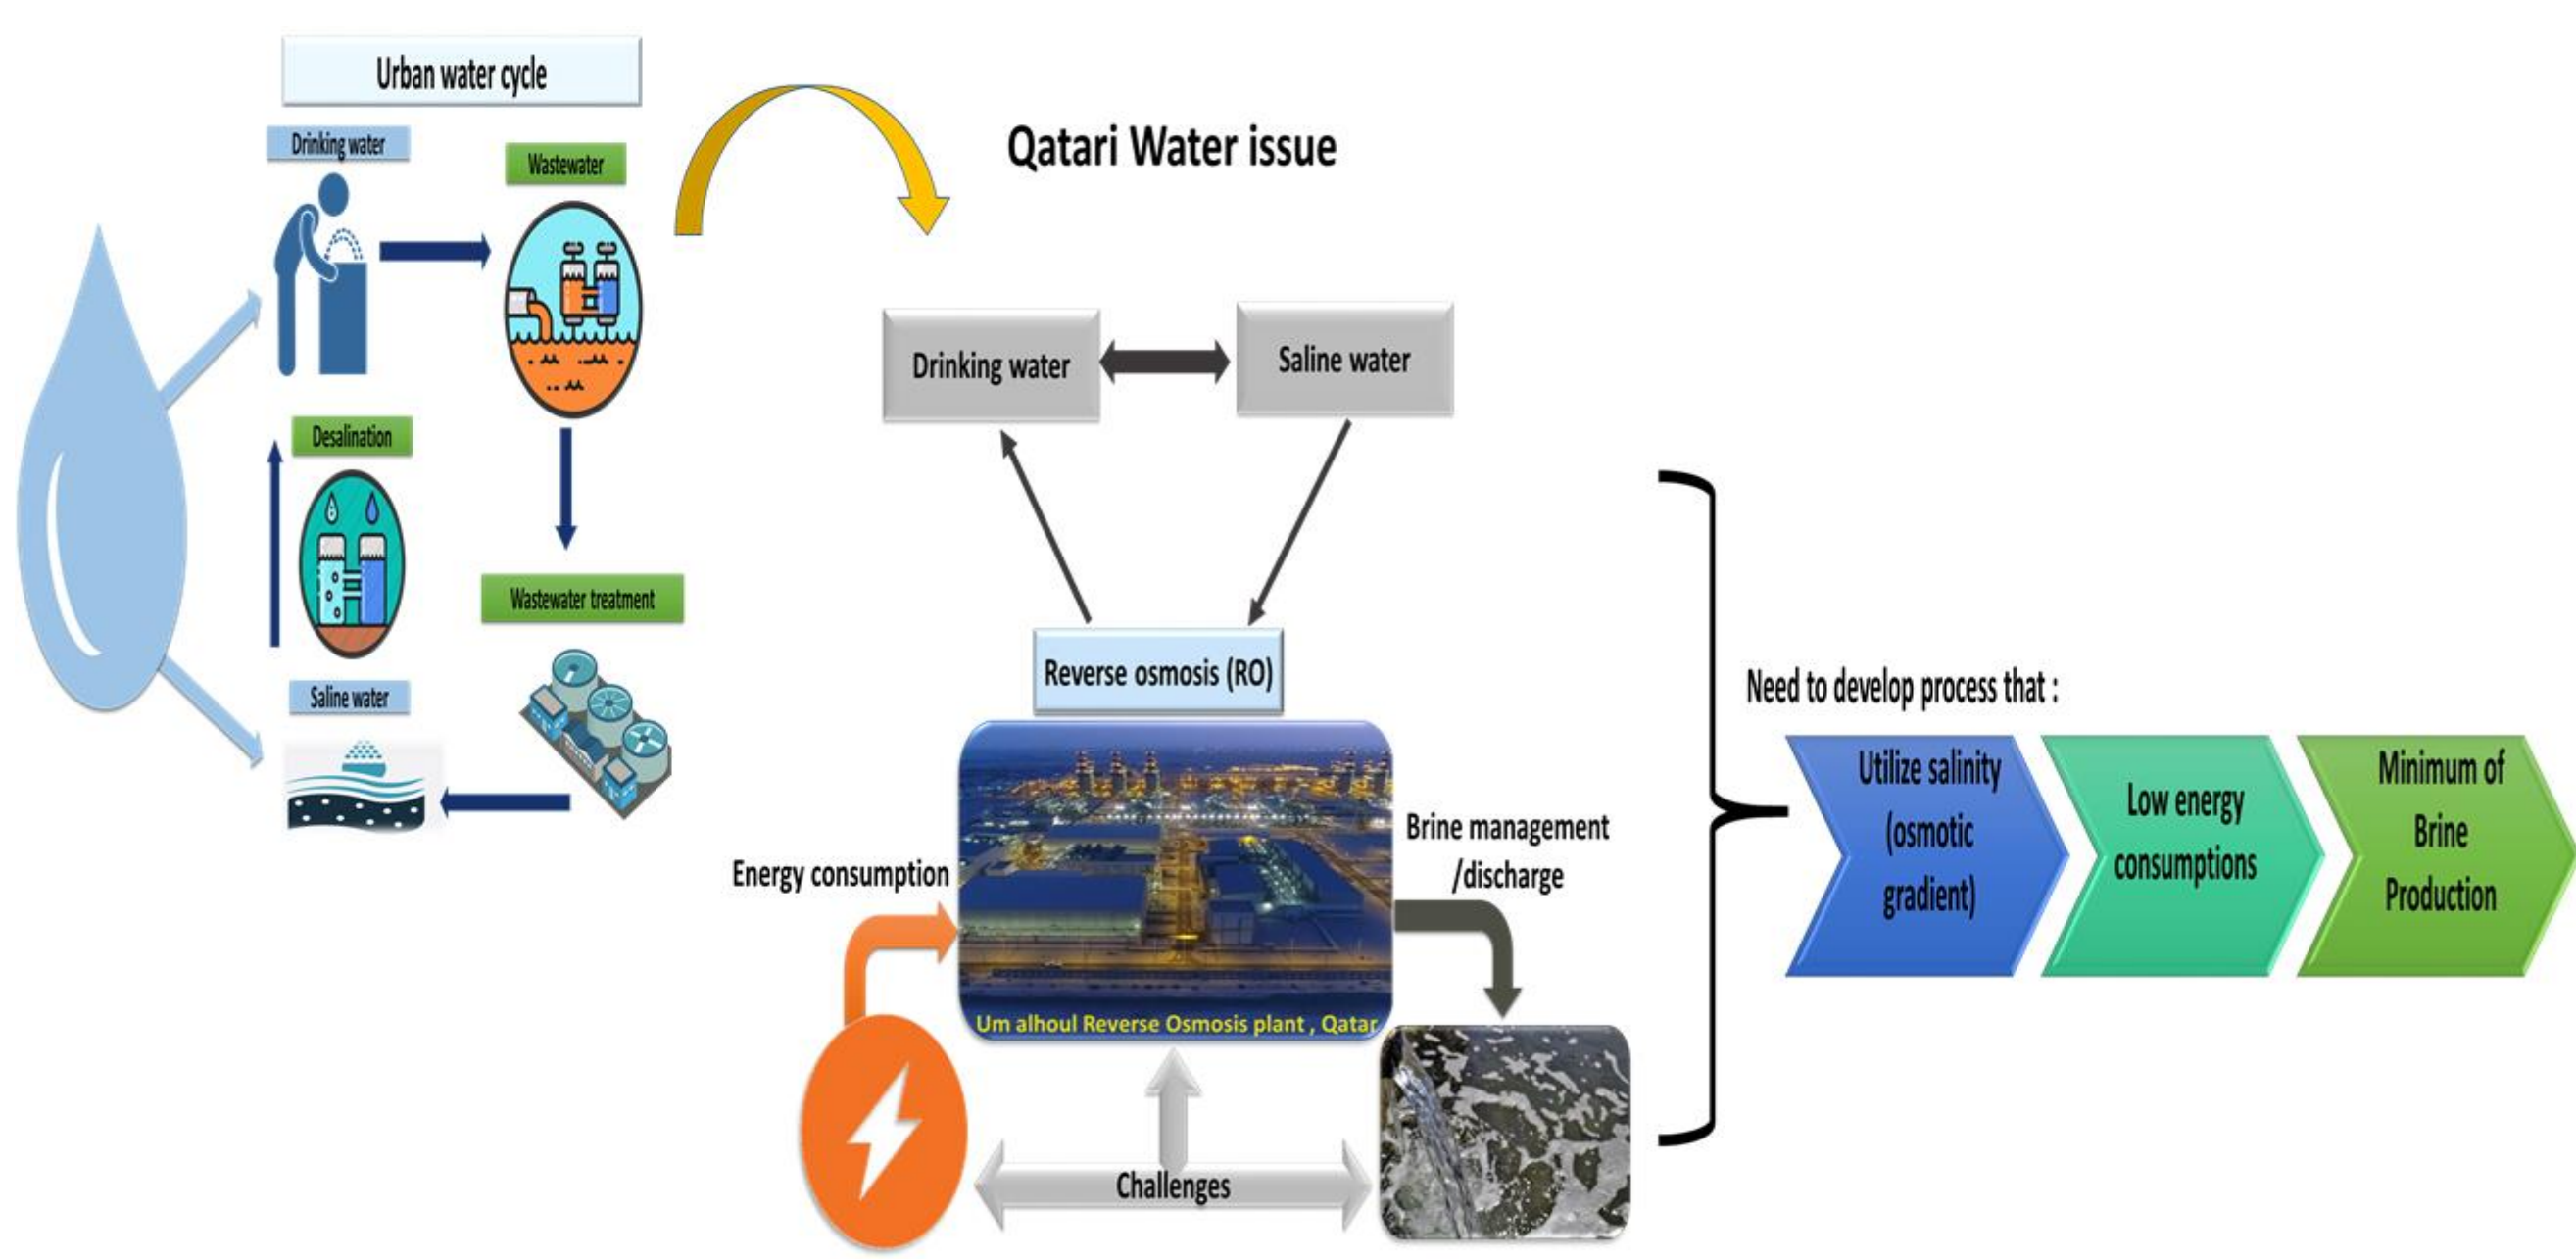 Urban water cycle
Drinking water
Wastewater
Desalination
Wastewater treatment
Saline water
Qatari Water issue
Drinking water
Saline water
Reverse osmosis (RO)
Energy consumption
Brine management
/discharge
Um alhoul Reverse Osmosis plant , Qatar
Challenges
Need to develop process that :
Utilize salinity
(osmotic
gradient)
Low energy
consumptions
Minimum of
Brine
Production